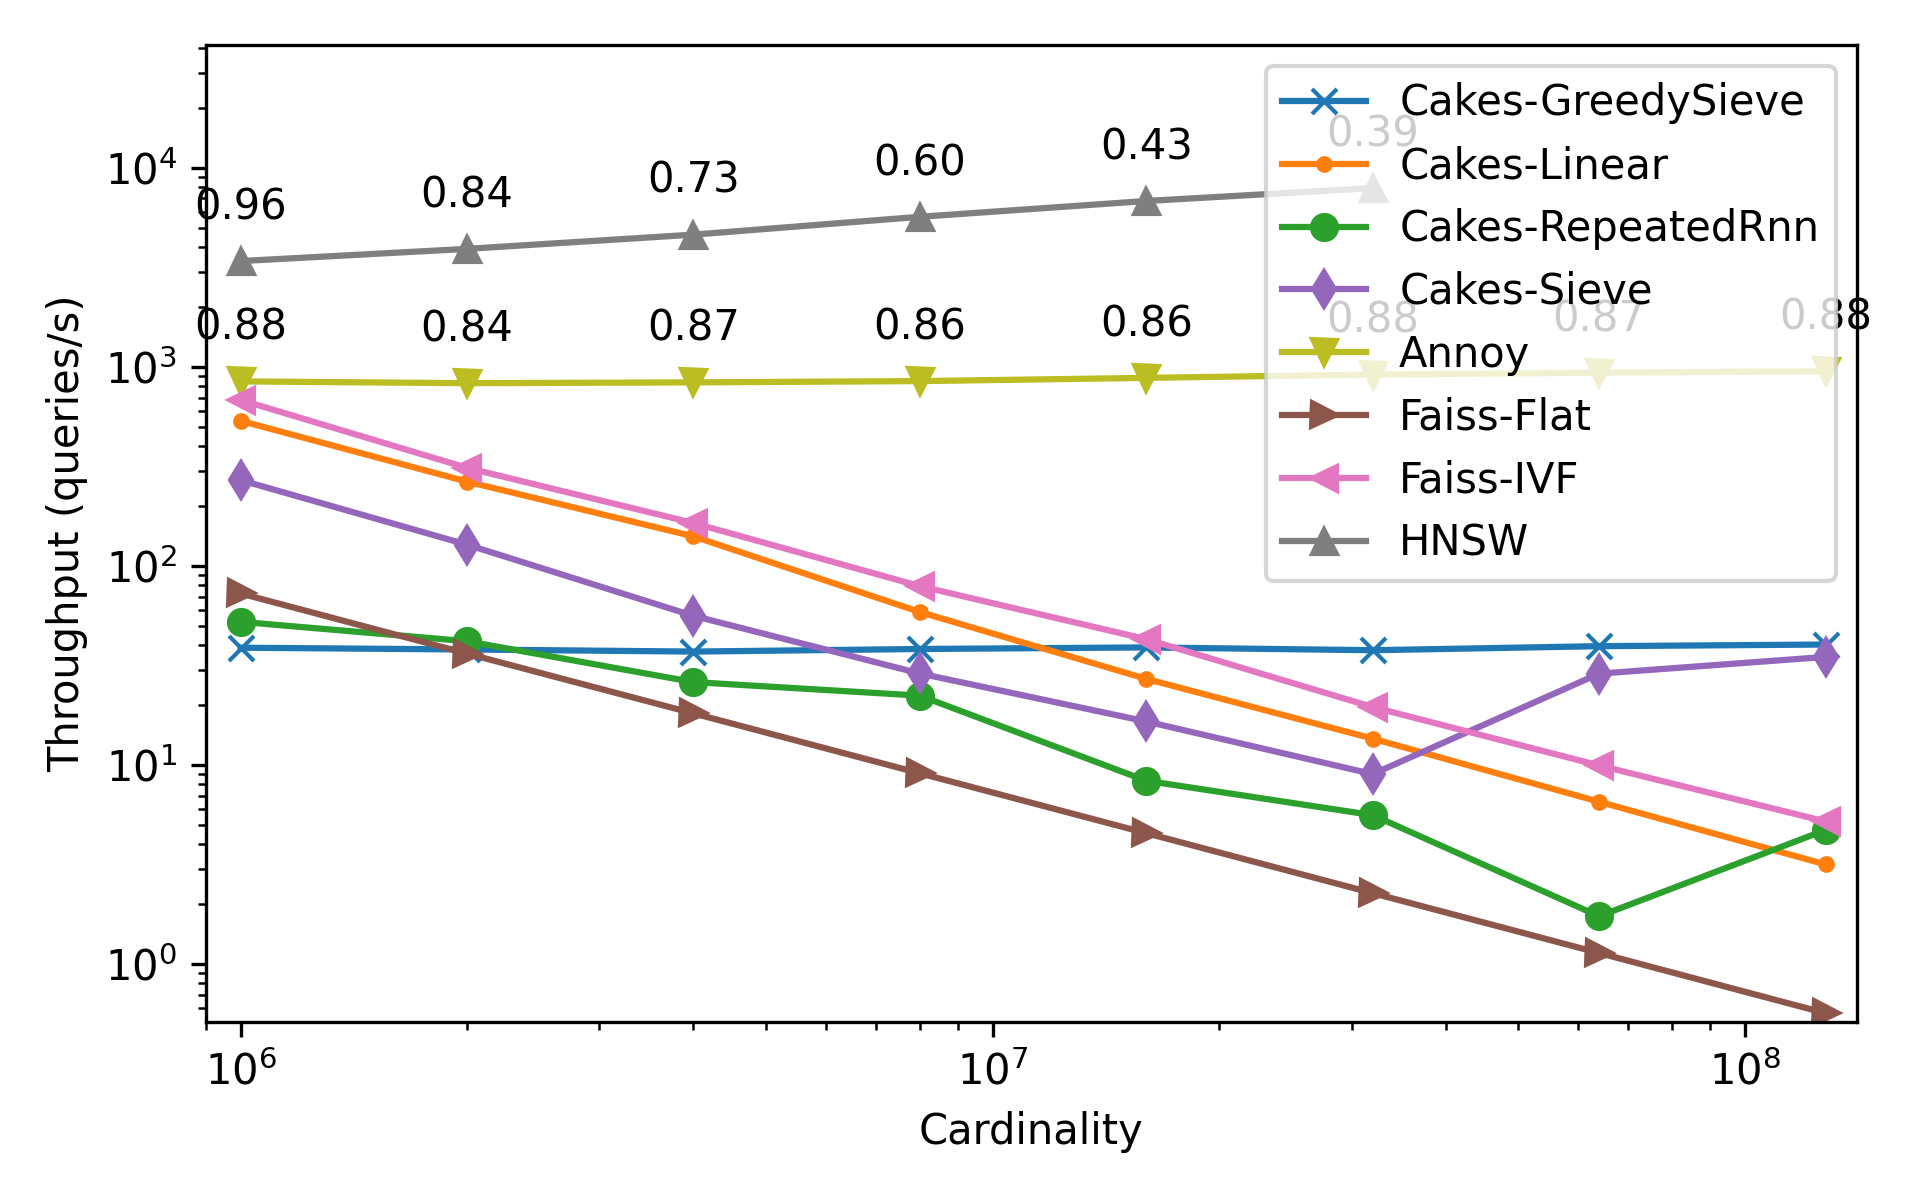 Throughput (queries/s)
10^4
10^3
10^2
10^1
10^0
0.96
0.84
0.73
0.60
0.43
0.39
0.88
0.84
0.87
0.86
0.86
0.88
0.87
0.88
Cakes-GreedySieve
Cakes-Linear
Cakes-RepeatedRnn
Cakes-Sieve
Annoy
Faiss-Flat
Faiss-IVF
HNSW
10^6
10^7
10^8
Cardinality